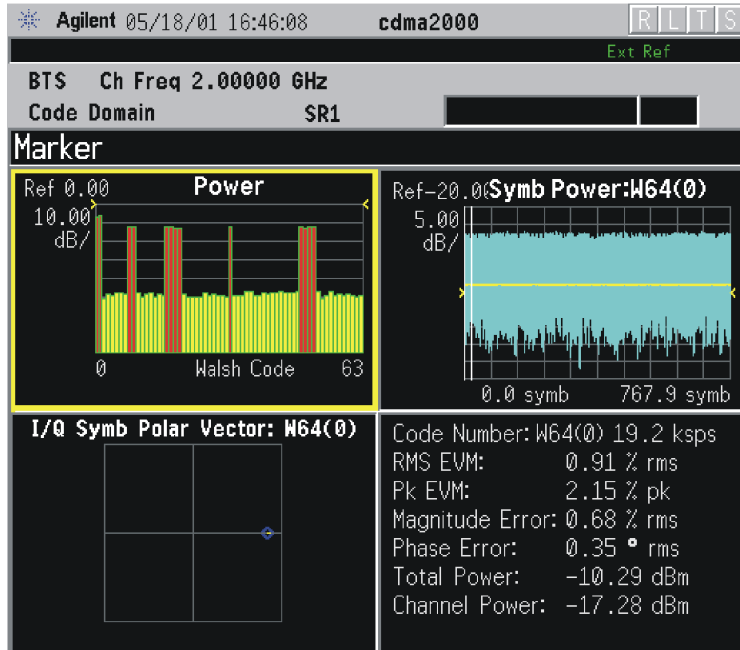 Agilent 05/18/01 16:46:08 cdma2000 R L T S
Ext Ref
BTS Ch Freq 2.00000 GHz
Code Domain SR1
Marker
Ref 0.00 Power
10.00
dB/
0 Walsh Code 63
Ref-20.00 Symb Power:W64(0)
5.00
dB/
0.0 symb 767.9 symb
I/Q Symb Polar Vector: W64(0)
Code Number: W64(0) 19.2 ksps
RMS EVM: 0.91 % rms
Pk EVM: 2.15 % pk
Magnitude Error: 0.68 % rms
Phase Error: 0.35 ° rms
Total Power: -10.29 dBm
Channel Power: -17.28 dBm